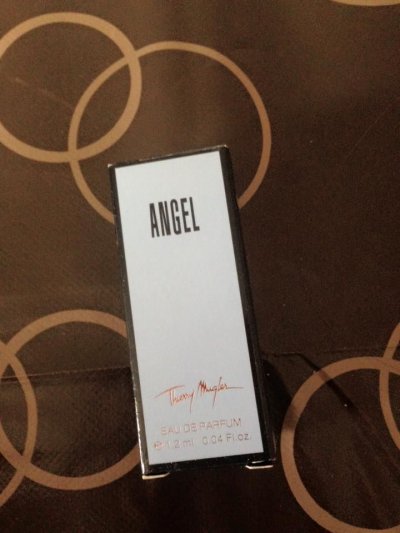 ANGEL
Thierry Mugler
EAU DE PARFUM
℮ 1.2 ml 0.04 Fl.oz.